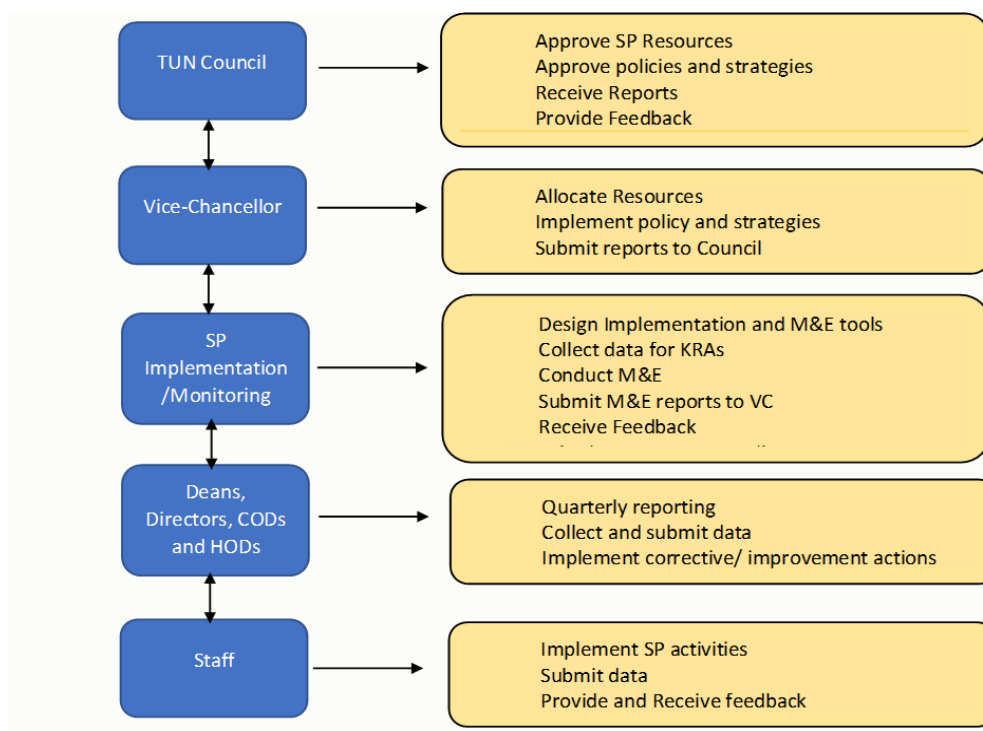 TUN Council
Approve SP Resources
Approve policies and strategies
Receive Reports
Provide Feedback
Vice-Chancellor
Allocate Resources
Implement policy and strategies
Submit reports to Council
SP
Implementation
/Monitoring
Design Implementation and M&E tools
Collect data for KRAs
Conduct M&E
Submit M&E reports to VC
Receive Feedback
Deans,
Directors, CODs
and HODs
Quarterly reporting
Collect and submit data
Implement corrective/ improvement actions
Staff
Implement SP activities
Submit data
Provide and Receive feedback